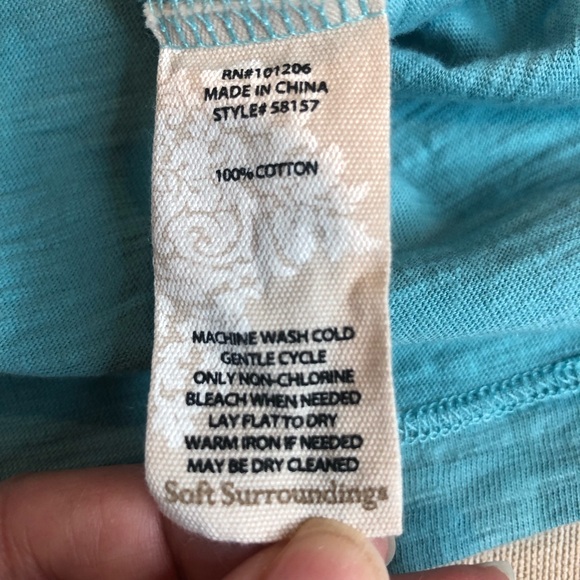 RN#101206
MADE IN CHINA
STYLE# 58157
100% COTTON
MACHINE WASH COLD
GENTLE CYCLE
ONLY NON-CHLORINE
BLEACH WHEN NEEDED
LAY FLAT TO DRY
WARM IRON IF NEEDED
MAY BE DRY CLEANED
Soft Surroundings